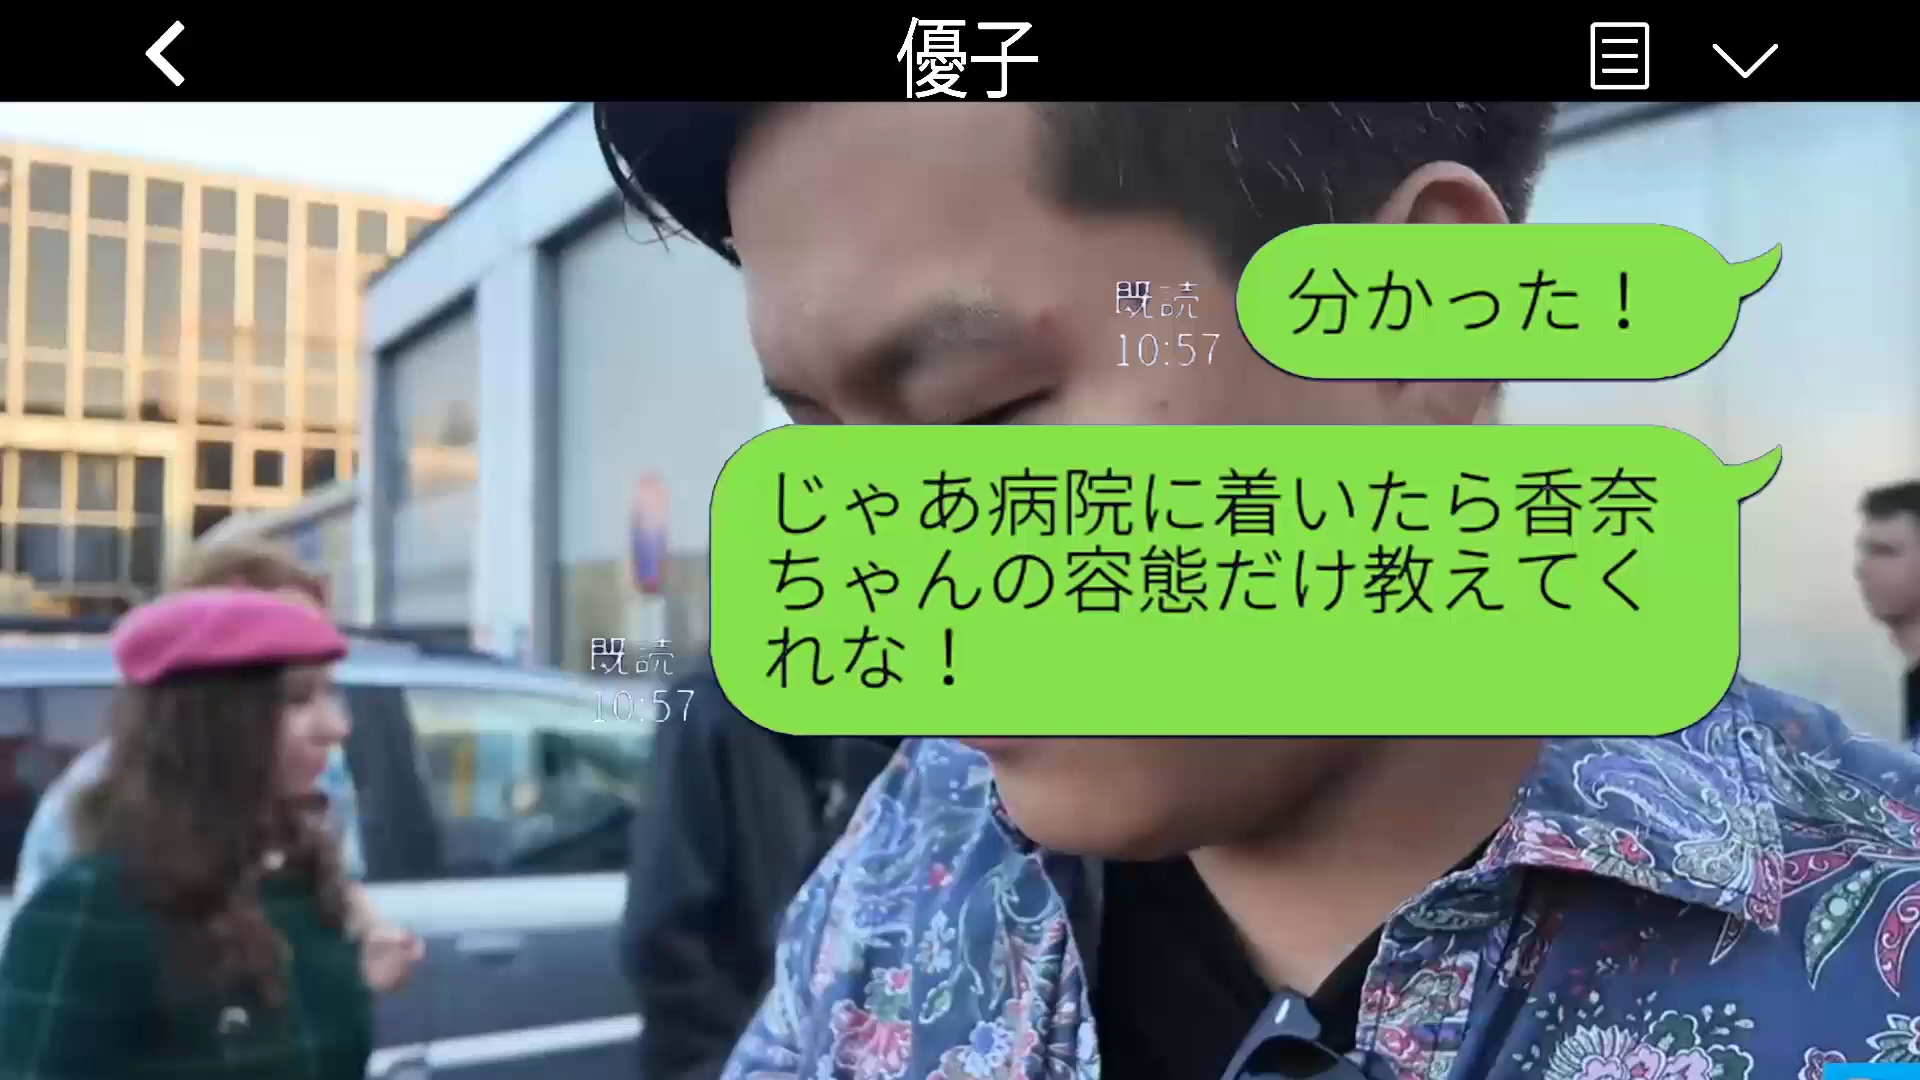 優子
分かった！
既読
10:57
じゃあ病院に着いたら香奈
ちゃんの容態だけ教えてく
れな！
既読
10:57